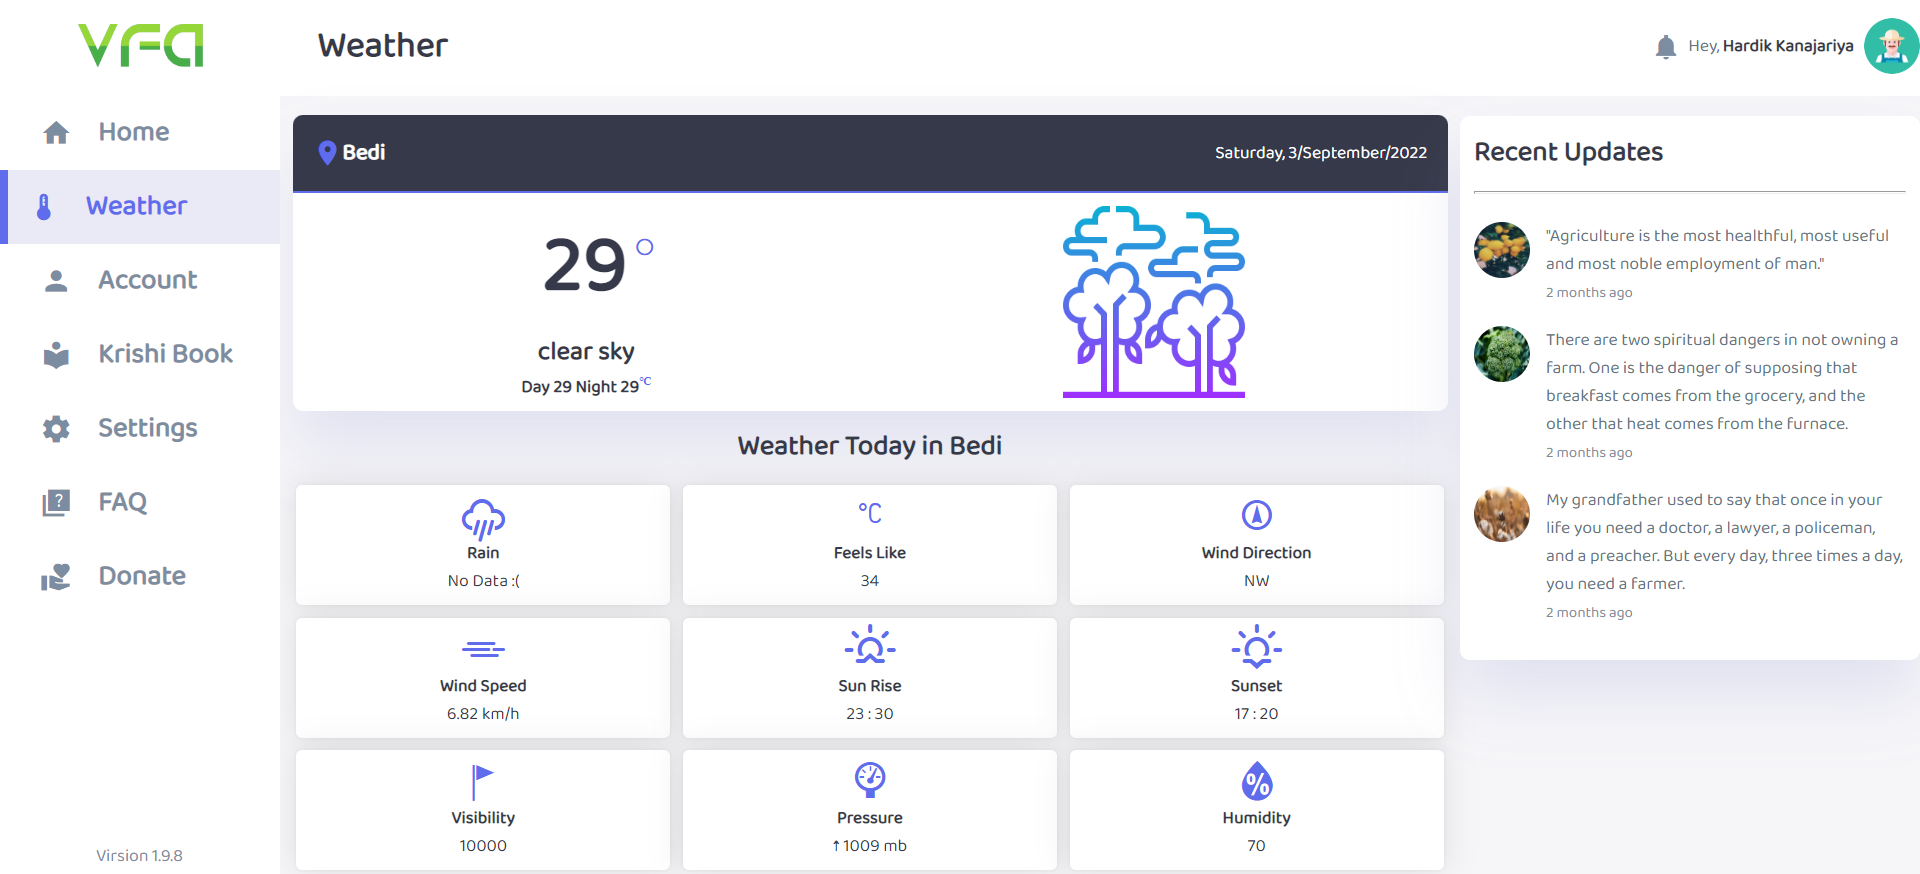 vfa
Weather
Hey, Hardik Kanajariya
Home
Weather
Account
Krishi Book
Settings
FAQ
Donate
Virsion 1.9.8
Bedi
Saturday, 3/September/2022
29°
clear sky
Day 29 Night 29°C
Weather Today in Bedi
Rain
No Data :(
°C
Feels Like
34
Wind Direction
NW
Wind Speed
6.82 km/h
Sun Rise
23 : 30
Sunset
17 : 20
Visibility
10000
Pressure
↑ 1009 mb
%
Humidity
70
Recent Updates
"Agriculture is the most healthful, most useful
and most noble employment of man."
2 months ago
There are two spiritual dangers in not owning a
farm. One is the danger of supposing that
breakfast comes from the grocery, and the
other that heat comes from the furnace.
2 months ago
My grandfather used to say that once in your
life you need a doctor, a lawyer, a policeman,
and a preacher. But every day, three times a day,
you need a farmer.
2 months ago